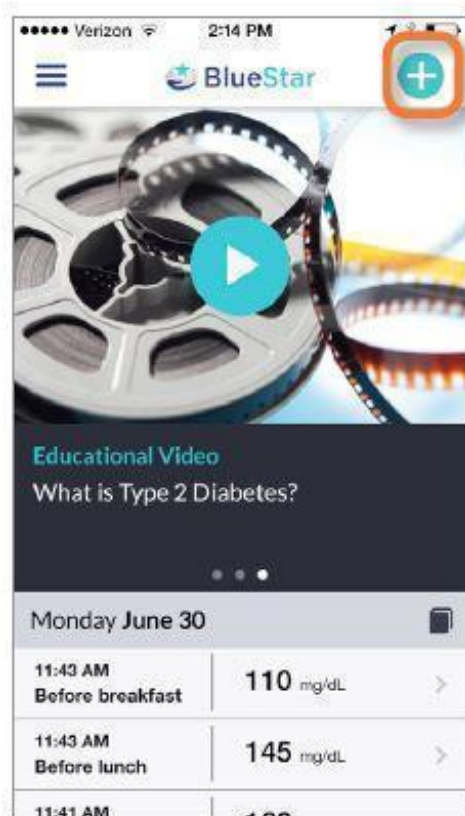 Verizon 2:14 PM
BlueStar
Educational Video
What is Type 2 Diabetes?
Monday June 30
11:43 AM
Before breakfast
110 mg/dL
11:43 AM
Before lunch
145 mg/dL
11:41 AM